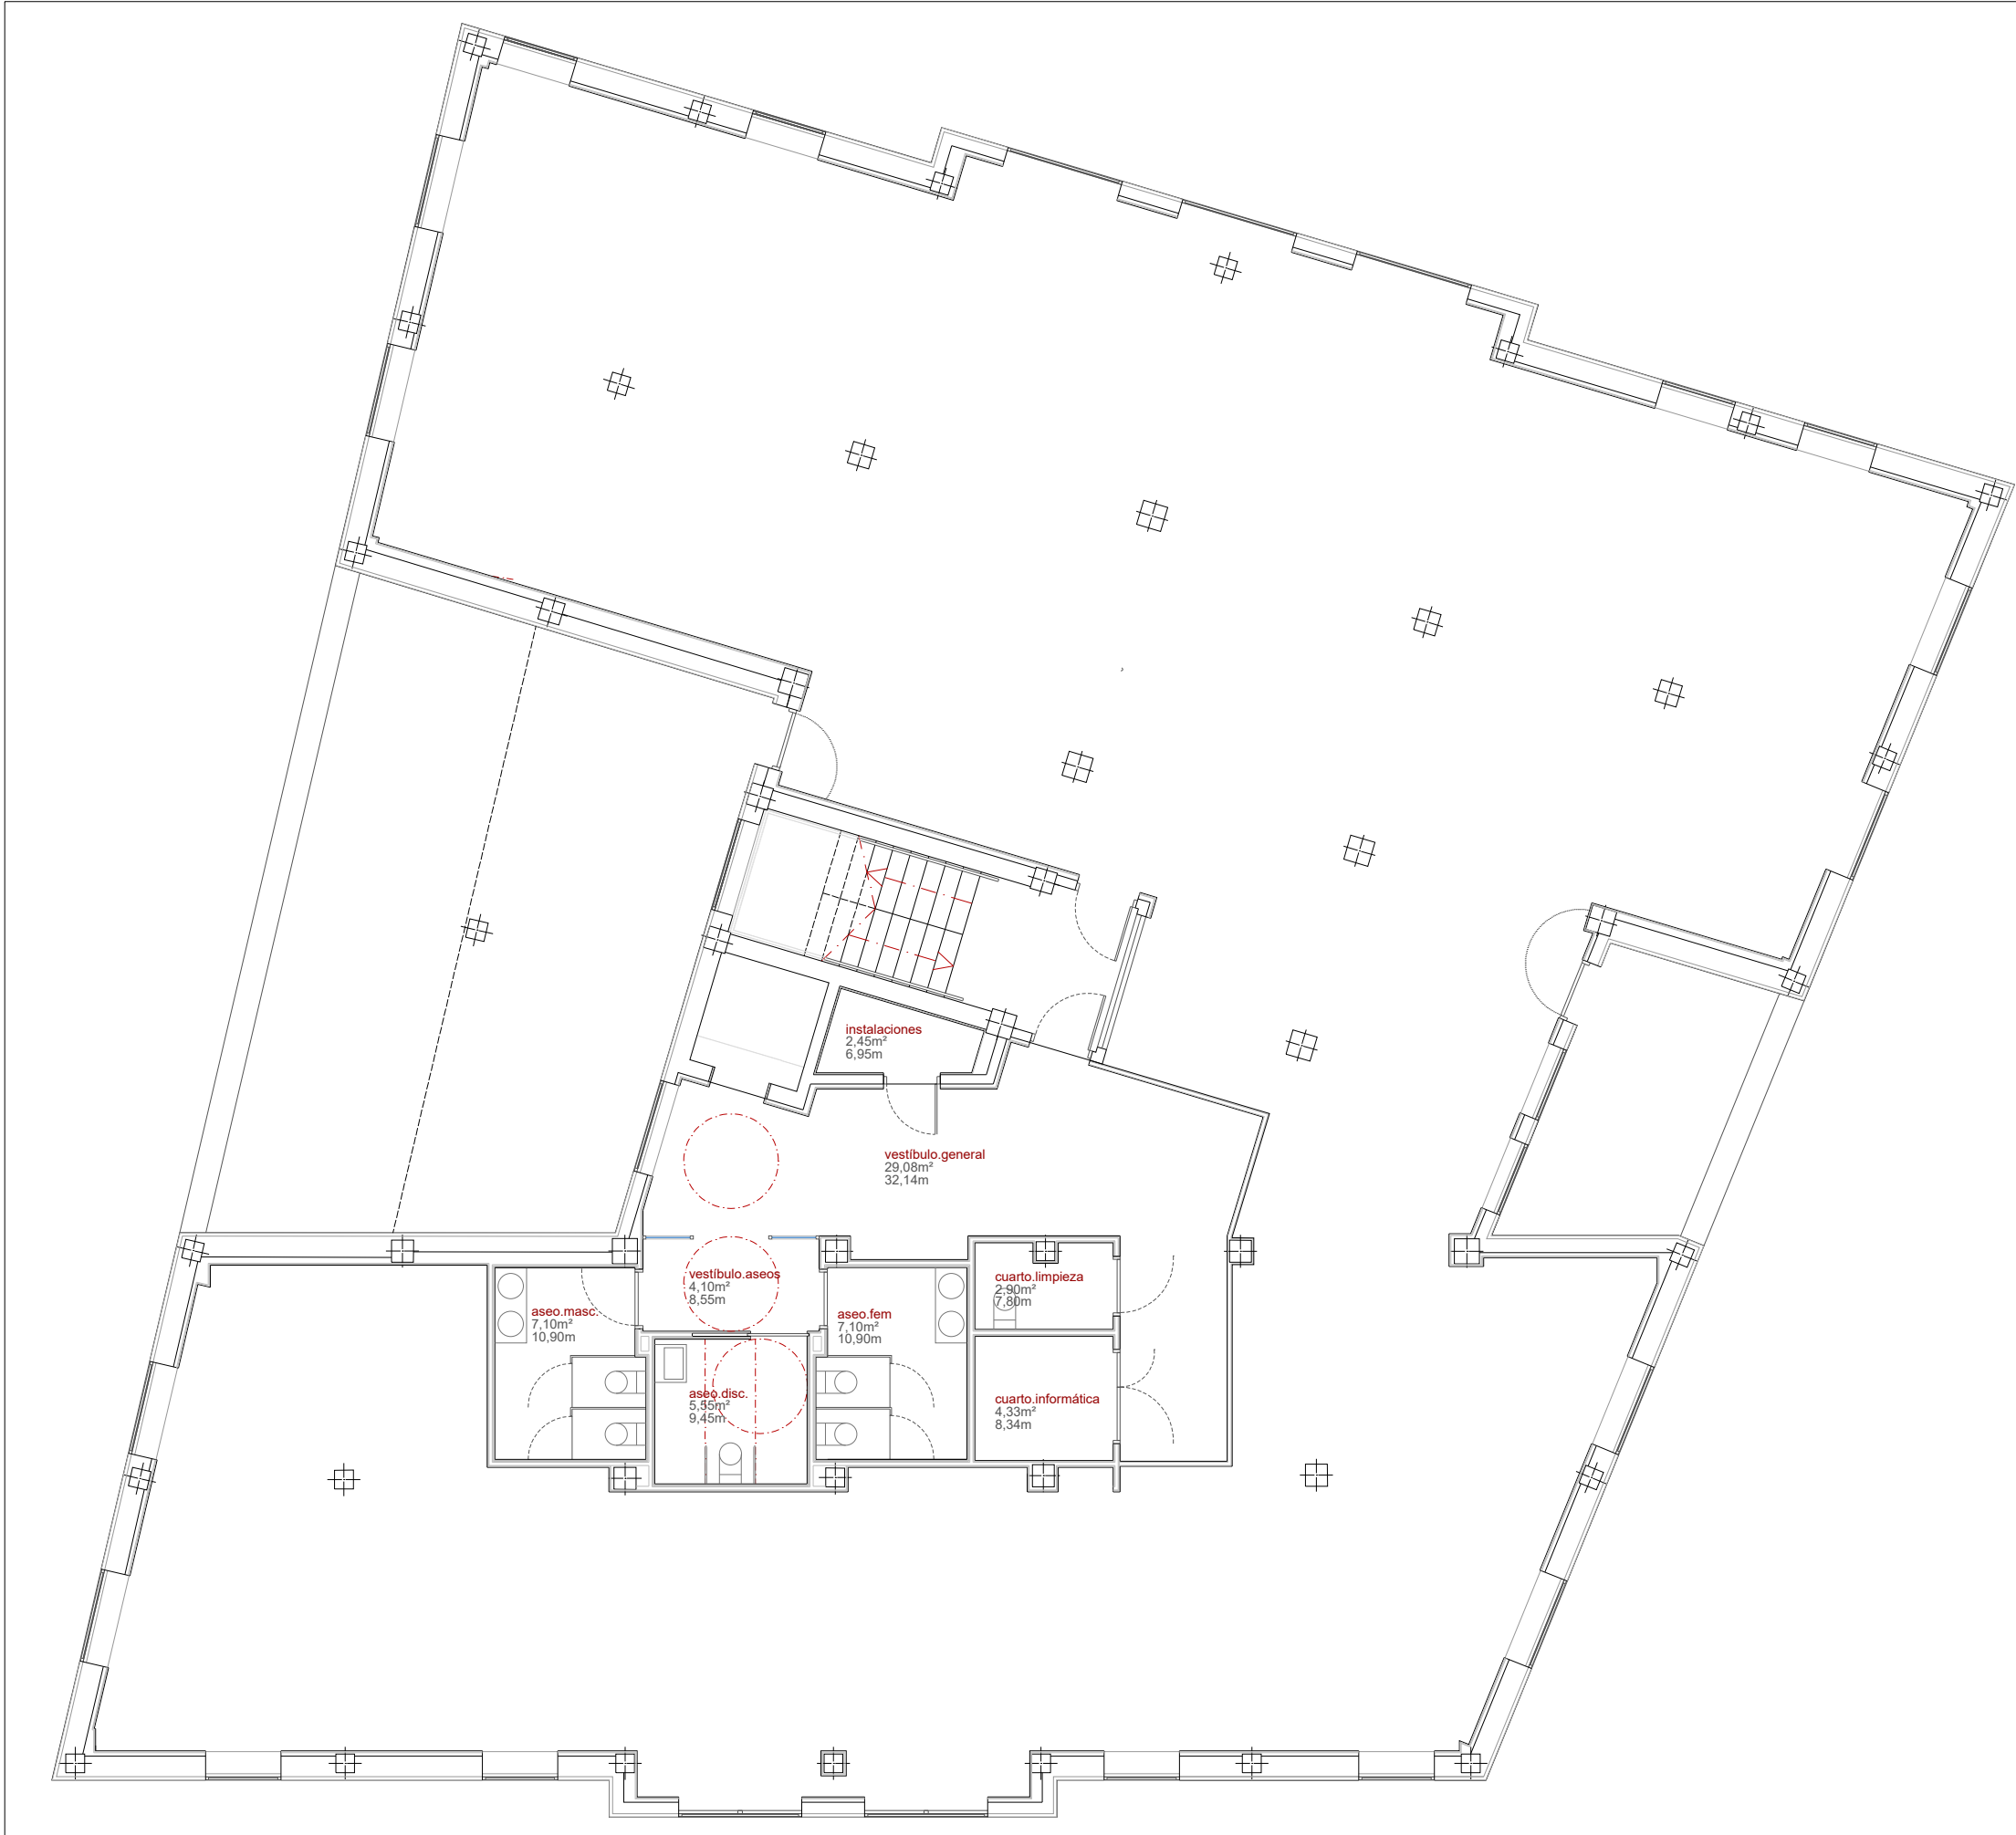 instalaciones
2,45m²
6,95m
vestíbulo.general
29,08m²
32,14m
vestíbulo.aseos
4,10m²
8,55m
cuarto.limpieza
2,90m²
7,80m
aseo.masc.
7,10m²
10,90m
aseo.fem
7,10m²
10,90m
aseo.disc.
5,55m²
9,45m
cuarto.informática
4,33m²
8,34m